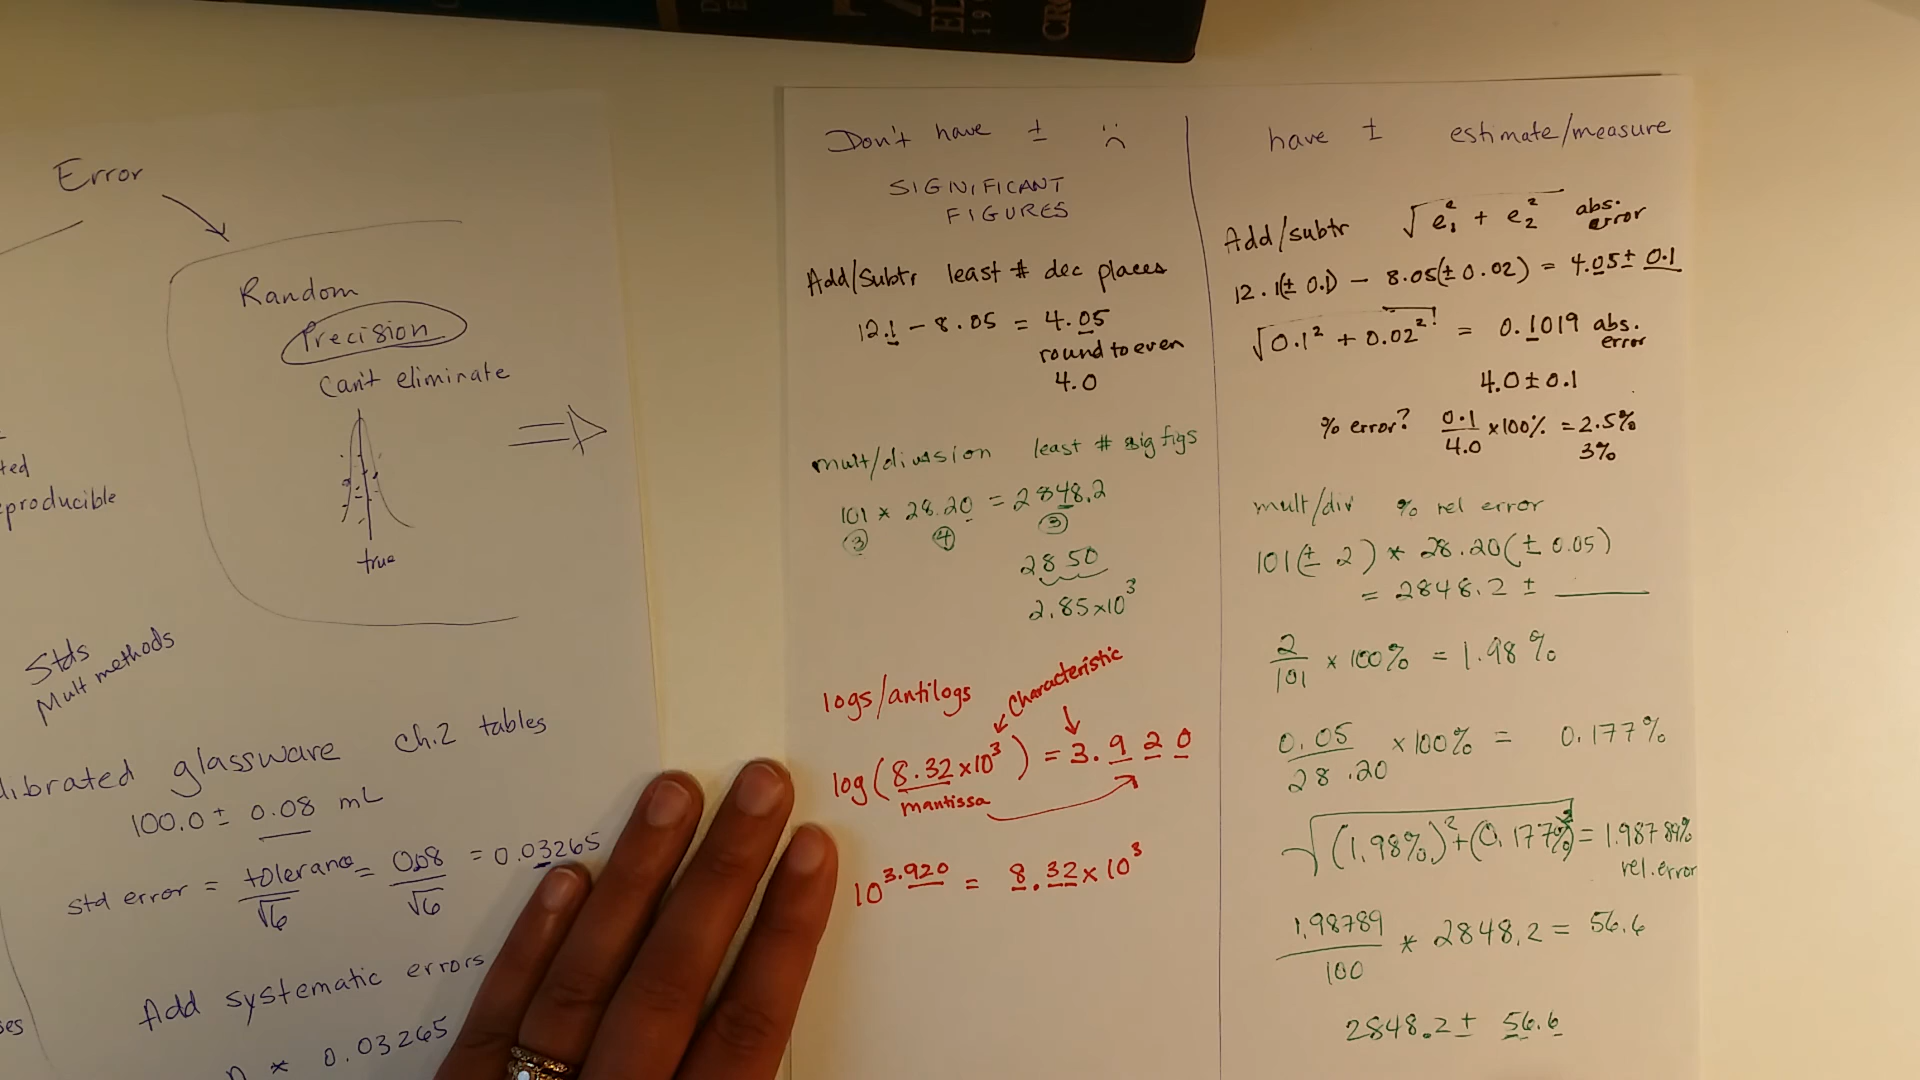 Error
Random
Precision
Can't eliminate
true
producible
Stds
Mult methods
librated glassware ch.2 tables
100.0 ± 0.08 mL
std error = tolerance/√6 = 0.08/√6 = 0.03265
Add systematic errors
n * 0.03265
Don't have ±
SIGNIFICANT
FIGURES
Add/Subtr least # dec places
12.1 − 8.05 = 4.05
round to even
4.0
mult/division least # sig figs
101 * 28.20 = 2848.2
3 4 3
2850
2.85×10³
logs/antilogs
Characteristic
log(8.32×10³) = 3.920
mantissa
10^3.920 = 8.32×10³
have ± estimate/measure
Add/subtr √e₁² + e₂² abs. error
12.1(± 0.1) − 8.05(± 0.02) = 4.05 ± 0.1
√0.1² + 0.02² = 0.1019 abs. error
4.0 ± 0.1
% error? 0.1/4.0 ×100% = 2.5%
3%
mult/div % rel error
101(± 2) * 28.20(± 0.05)
= 2848.2 ± ____
2/101 × 100% = 1.98%
0.05/28.20 ×100% = 0.177%
√(1.98%)²+(0.177%)² = 1.98789%
rel. error
1.98789/100 * 2848.2 = 56.6
2848.2 ± 56.6